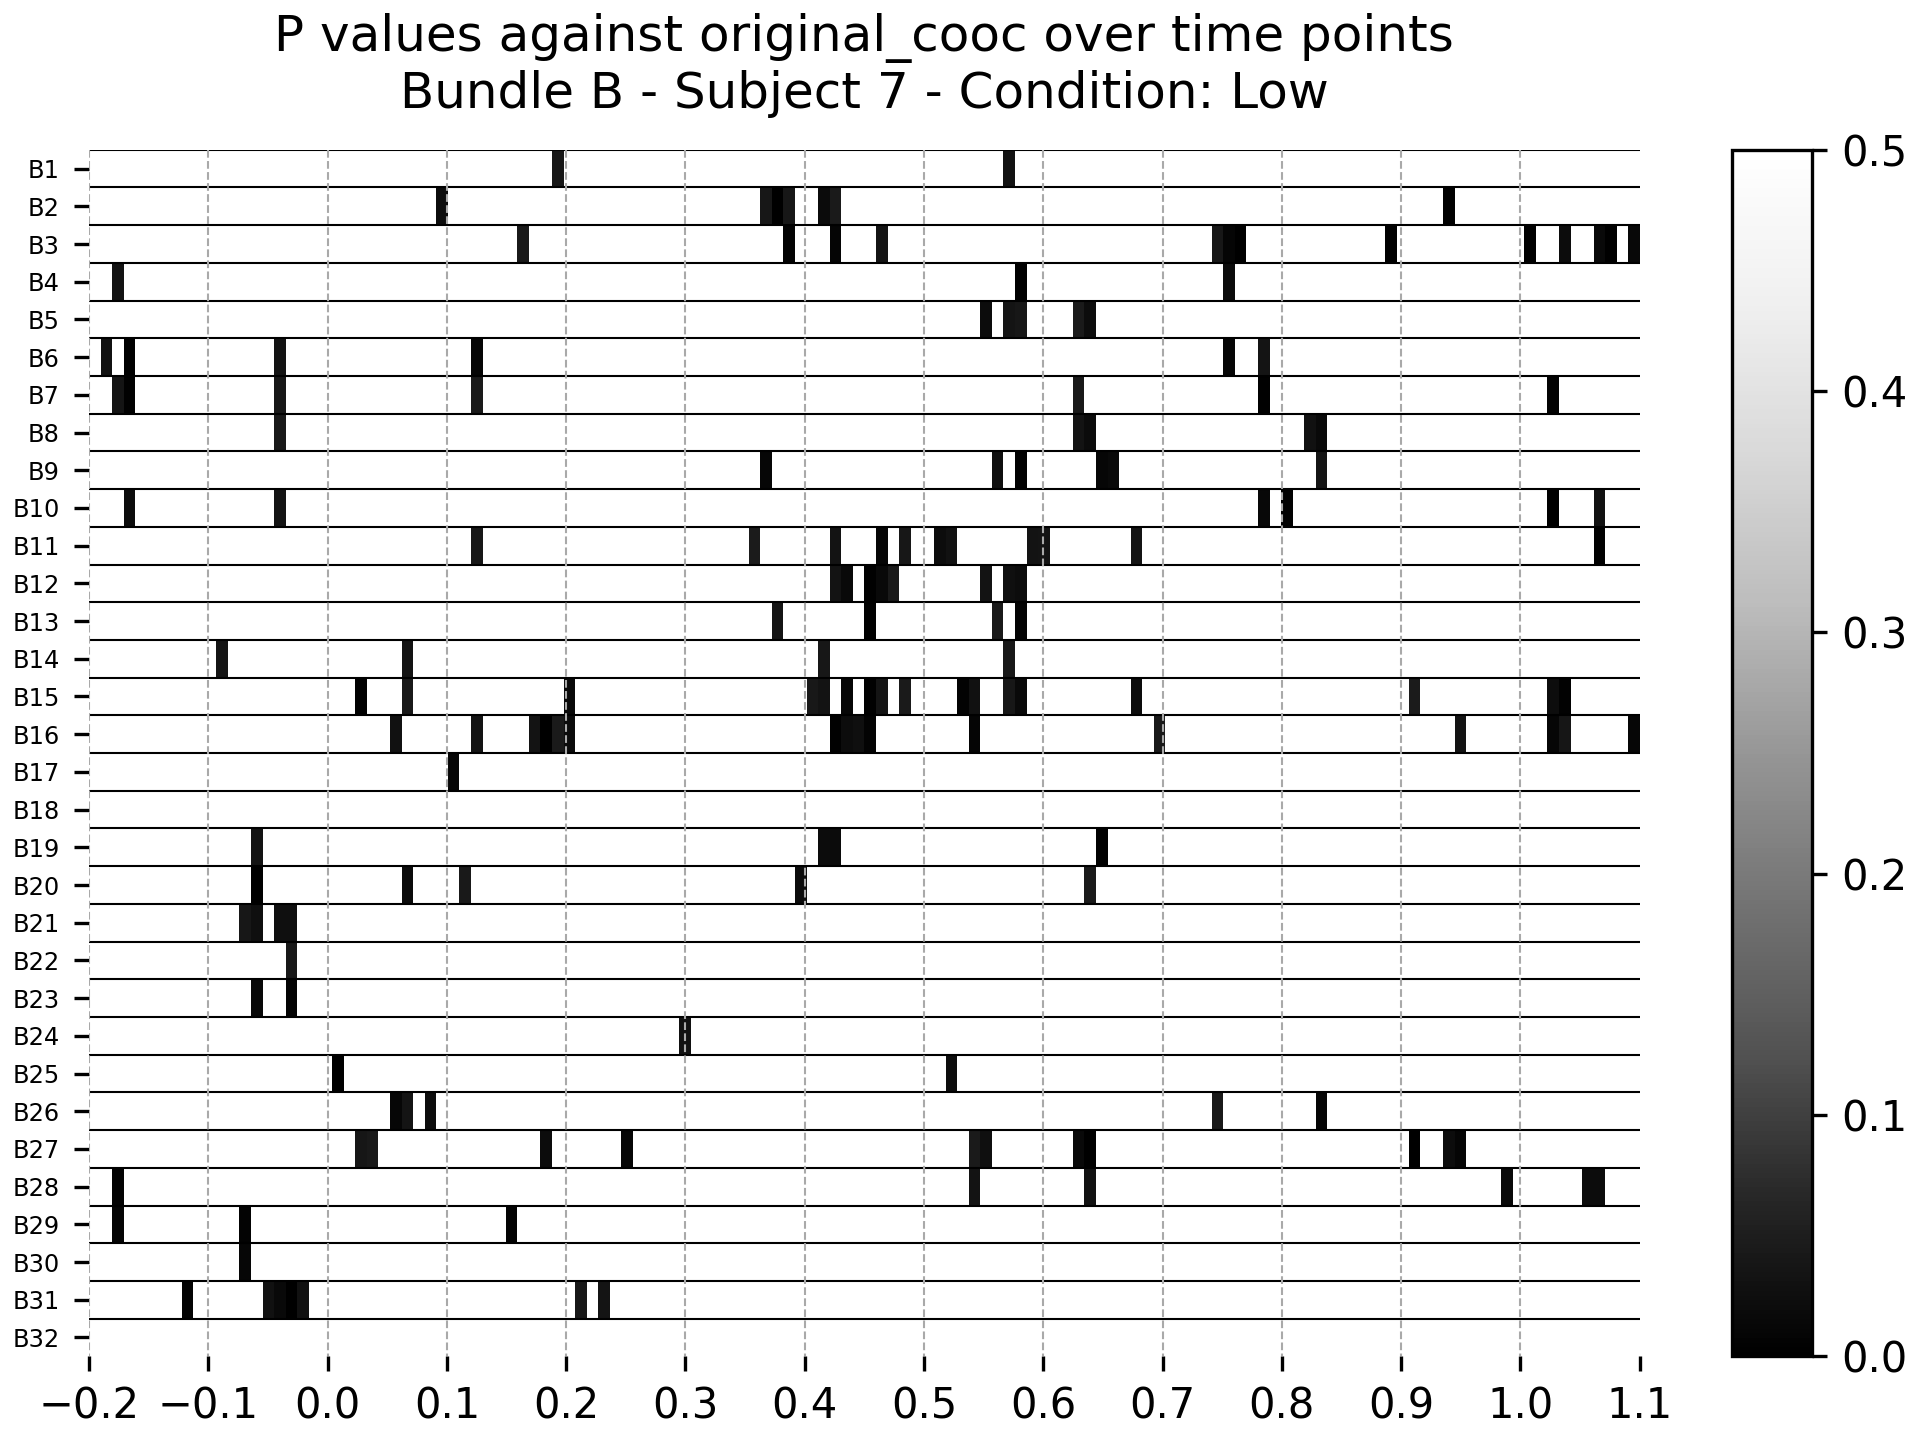 P values against original_cooc over time points
Bundle B - Subject 7 - Condition: Low
B1
B2
B3
B4
B5
B6
B7
B8
B9
B10
B11
B12
B13
B14
B15
B16
B17
B18
B19
B20
B21
B22
B23
B24
B25
B26
B27
B28
B29
B30
B31
B32
−0.2 −0.1 0.0 0.1 0.2 0.3 0.4 0.5 0.6 0.7 0.8 0.9 1.0 1.1
0.5
0.4
0.3
0.2
0.1
0.0